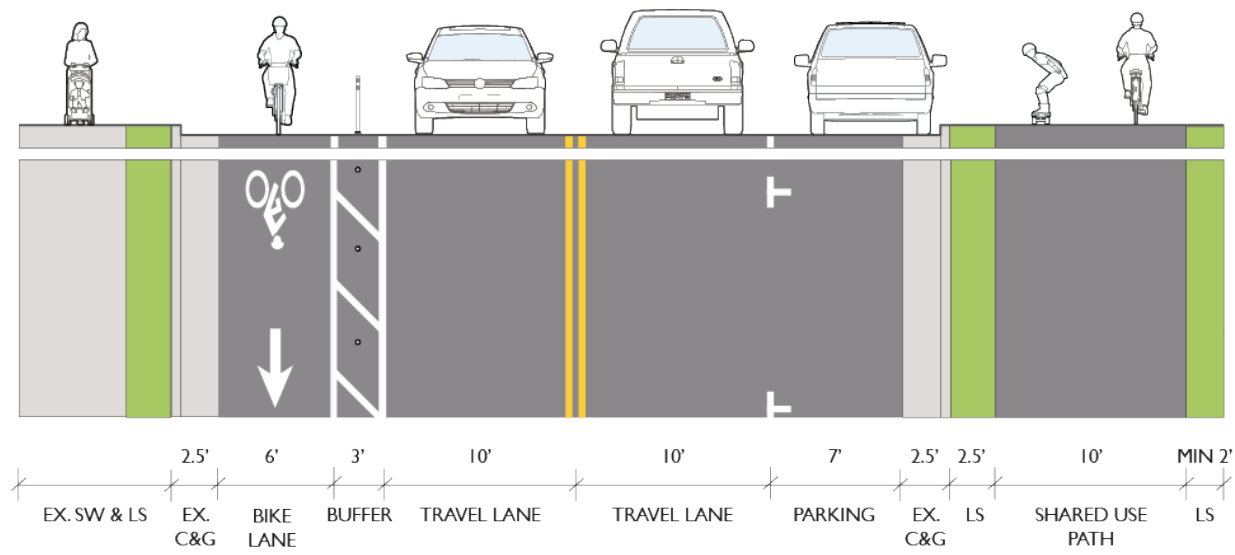 2.5’ 6’ 3’ 10’ 10’ 7’ 2.5’ 2.5’ 10’ MIN 2’
EX. SW & LS EX. BIKE BUFFER TRAVEL LANE TRAVEL LANE PARKING EX. LS SHARED USE LS
C&G LANE C&G PATH